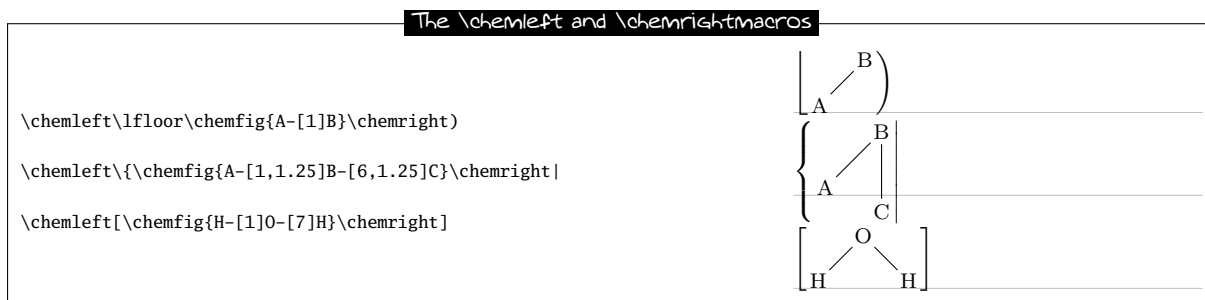 The \chemleft and \chemrightmacros
\chemleft\lfloor\chemfig{A-[1]B}\chemright)
\chemleft\{\chemfig{A-[1,1.25]B-[6,1.25]C}\chemright|
\chemleft[\chemfig{H-[1]O-[7]H}\chemright]
B
A
B
A
C
O
H H